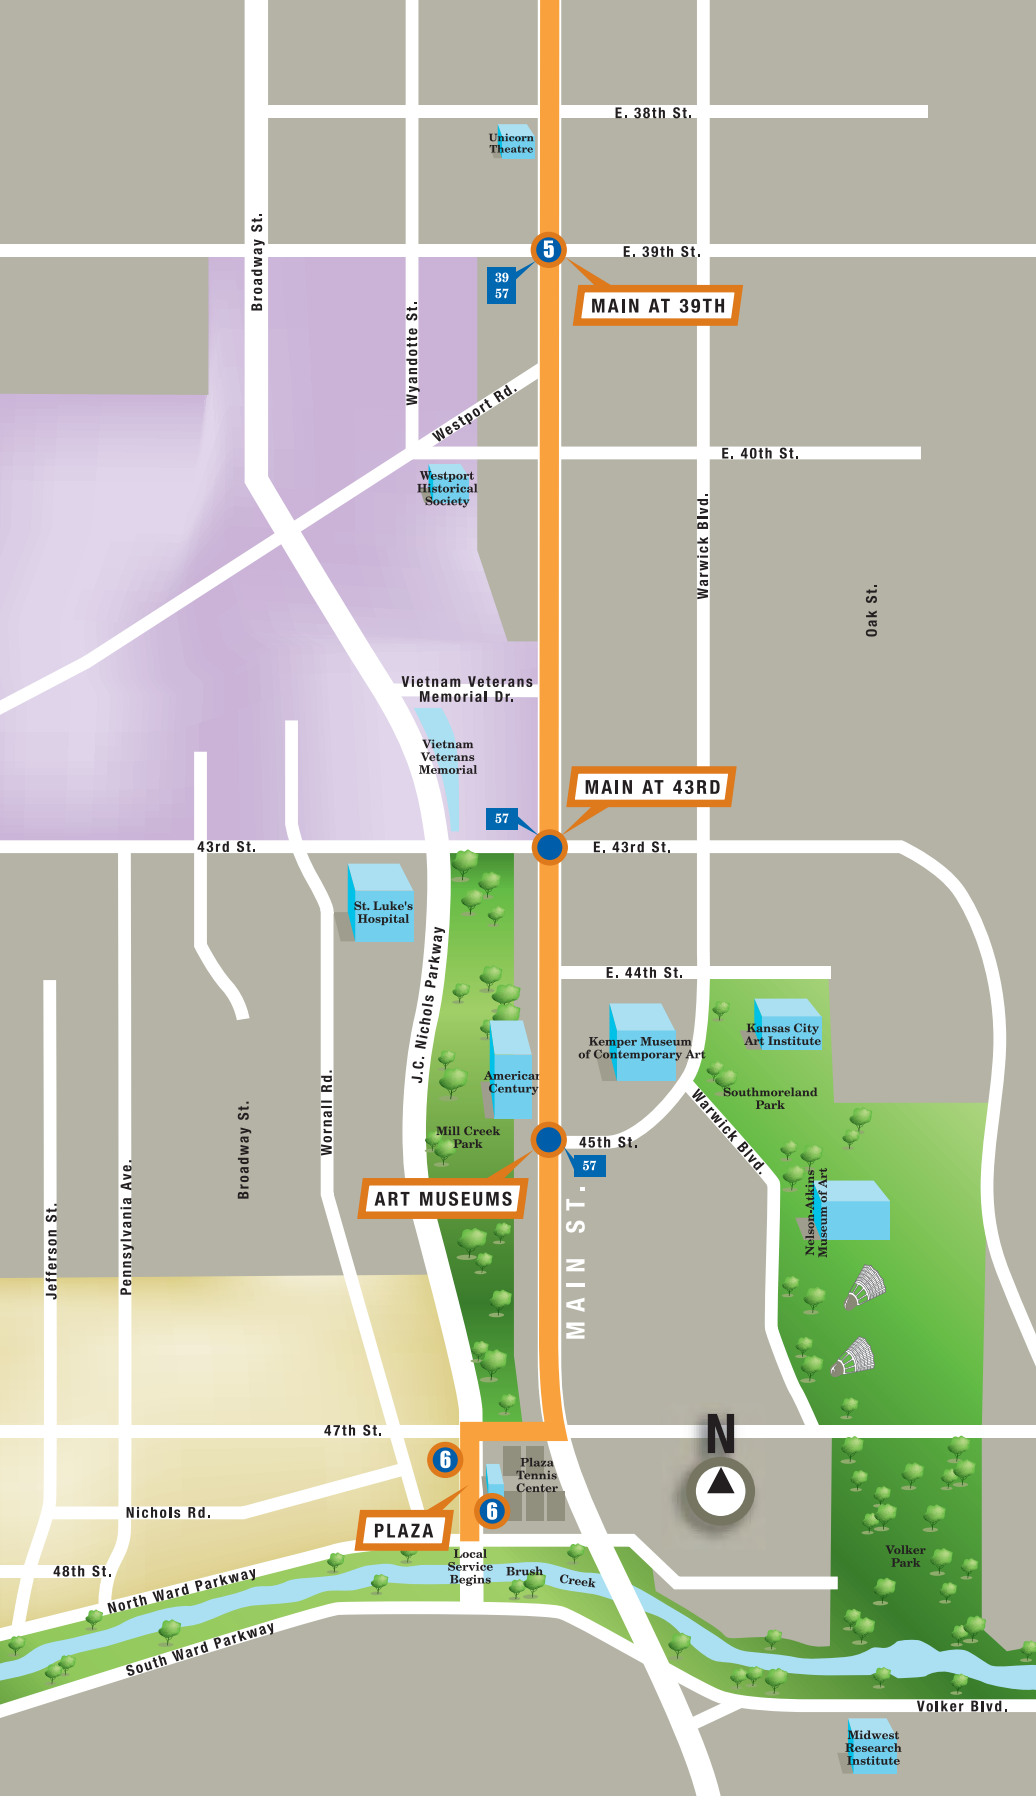 E. 38th St.
Unicorn
Theatre
Broadway St.
5
E. 39th St.
39
57
MAIN AT 39TH
Wyandotte St.
Westport Rd.
E. 40th St.
Westport
Historical
Society
Warwick Blvd.
Oak St.
Vietnam Veterans
Memorial Dr.
Vietnam
Veterans
Memorial
MAIN AT 43RD
57
43rd St.
E. 43rd St.
St. Luke's
Hospital
J.C. Nichols Parkway
E. 44th St.
Kemper Museum
of Contemporary Art
Kansas City
Art Institute
American
Century
Southmoreland
Park
Warwick Blvd.
Mill Creek
Park
45th St.
57
ART MUSEUMS
Wornall Rd.
Broadway St.
Pennsylvania Ave.
Jefferson St.
Nelson-Atkins
Museum of Art
MAIN ST.
47th St.
N
6
Plaza
Tennis
Center
6
Nichols Rd.
PLAZA
48th St.
Local
Service
Begins
Brush
Creek
Volker
Park
North Ward Parkway
South Ward Parkway
Volker Blvd.
Midwest
Research
Institute